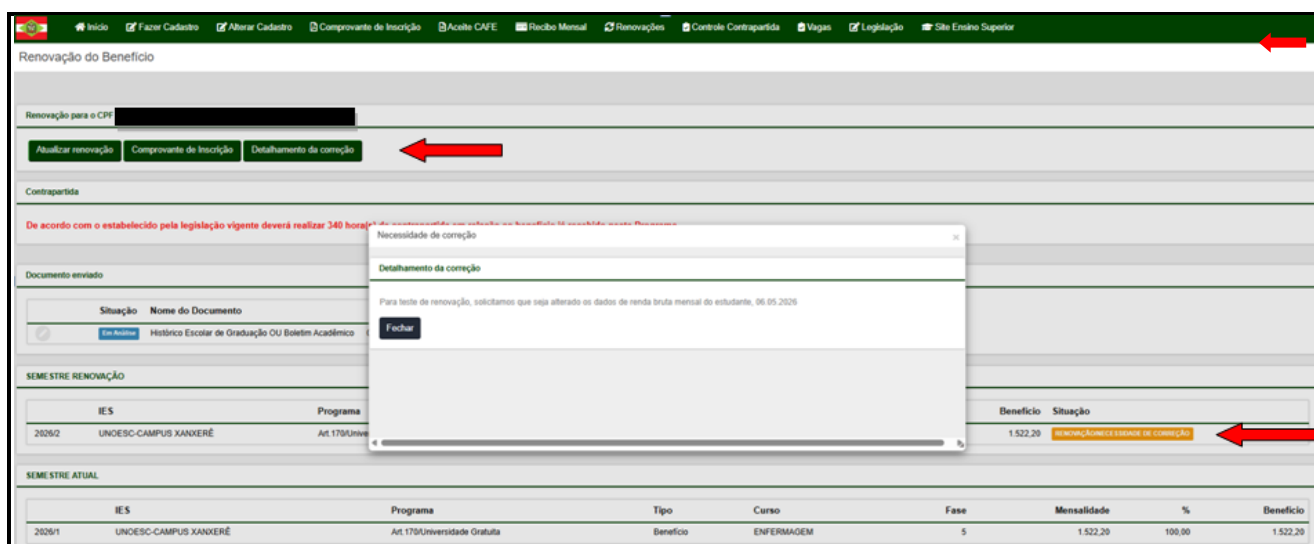 Início Fazer Cadastro Alterar Cadastro Comprovante de Inscrição Aceite CAFE Recibo Mensal Renovações Controle Contrapartida Vagas Legislação Site Ensino Superior
Renovação do Benefício
Renovação para o CPF
Atualizar renovação Comprovante de Inscrição Detalhamento da correção
Contrapartida
De acordo com o estabelecido pela legislação vigente deverá realizar 340 hora(s)
Necessidade de correção ×
Detalhamento da correção
Para teste de renovação, solicitamos que seja alterado os dados de renda bruta mensal do estudante, 06.05.2026
Fechar
Documento enviado
Situação Nome do Documento
Em Análise Histórico Escolar de Graduação OU Boletim Acadêmico
SEMESTRE RENOVAÇÃO
IES Programa Benefício Situação
2026/2 UNOESC-CAMPUS XANXERÊ Art.170/Unive 1.522,20 RENOVAÇÃO/NECESSIDADE DE CORREÇÃO
SEMESTRE ATUAL
IES Programa Tipo Curso Fase Mensalidade % Benefício
2026/1 UNOESC-CAMPUS XANXERÊ Art.170/Universidade Gratuita Benefício ENFERMAGEM 5 1.522,20 100,00 1.522,20